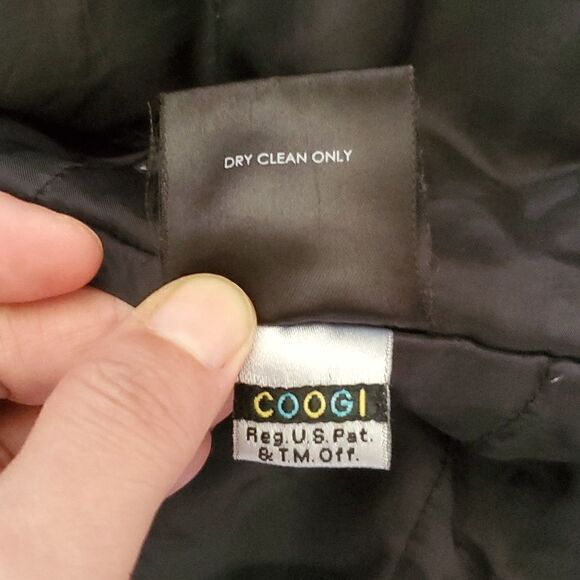 DRY CLEAN ONLY
COOGI
Reg. U.S. Pat.
& T.M. Off.